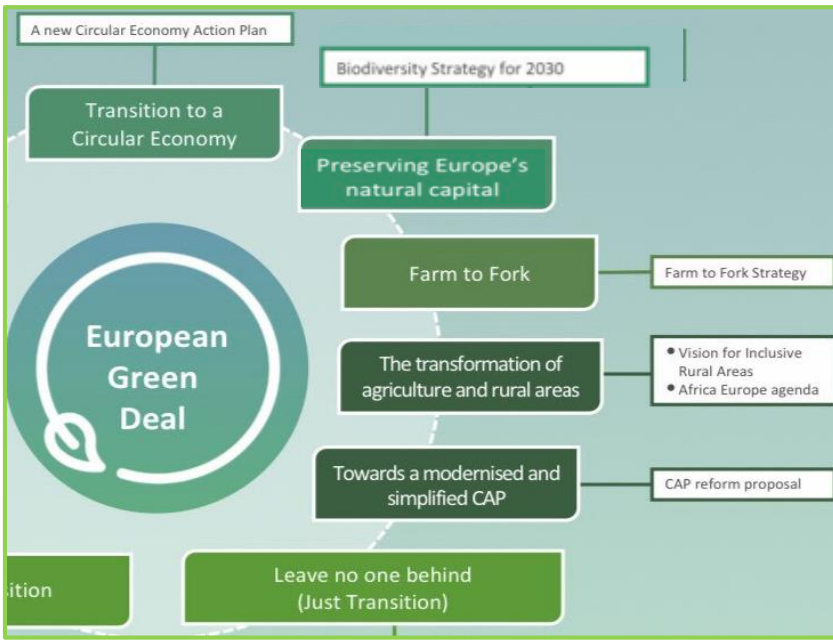 A new Circular Economy Action Plan
Biodiversity Strategy for 2030
Transition to a
Circular Economy
Preserving Europe's
natural capital
Farm to Fork
Farm to Fork Strategy
European
Green
Deal
The transformation of
agriculture and rural areas
• Vision for Inclusive
Rural Areas
• Africa Europe agenda
Towards a modernised and
simplified CAP
CAP reform proposal
sition
Leave no one behind
(Just Transition)